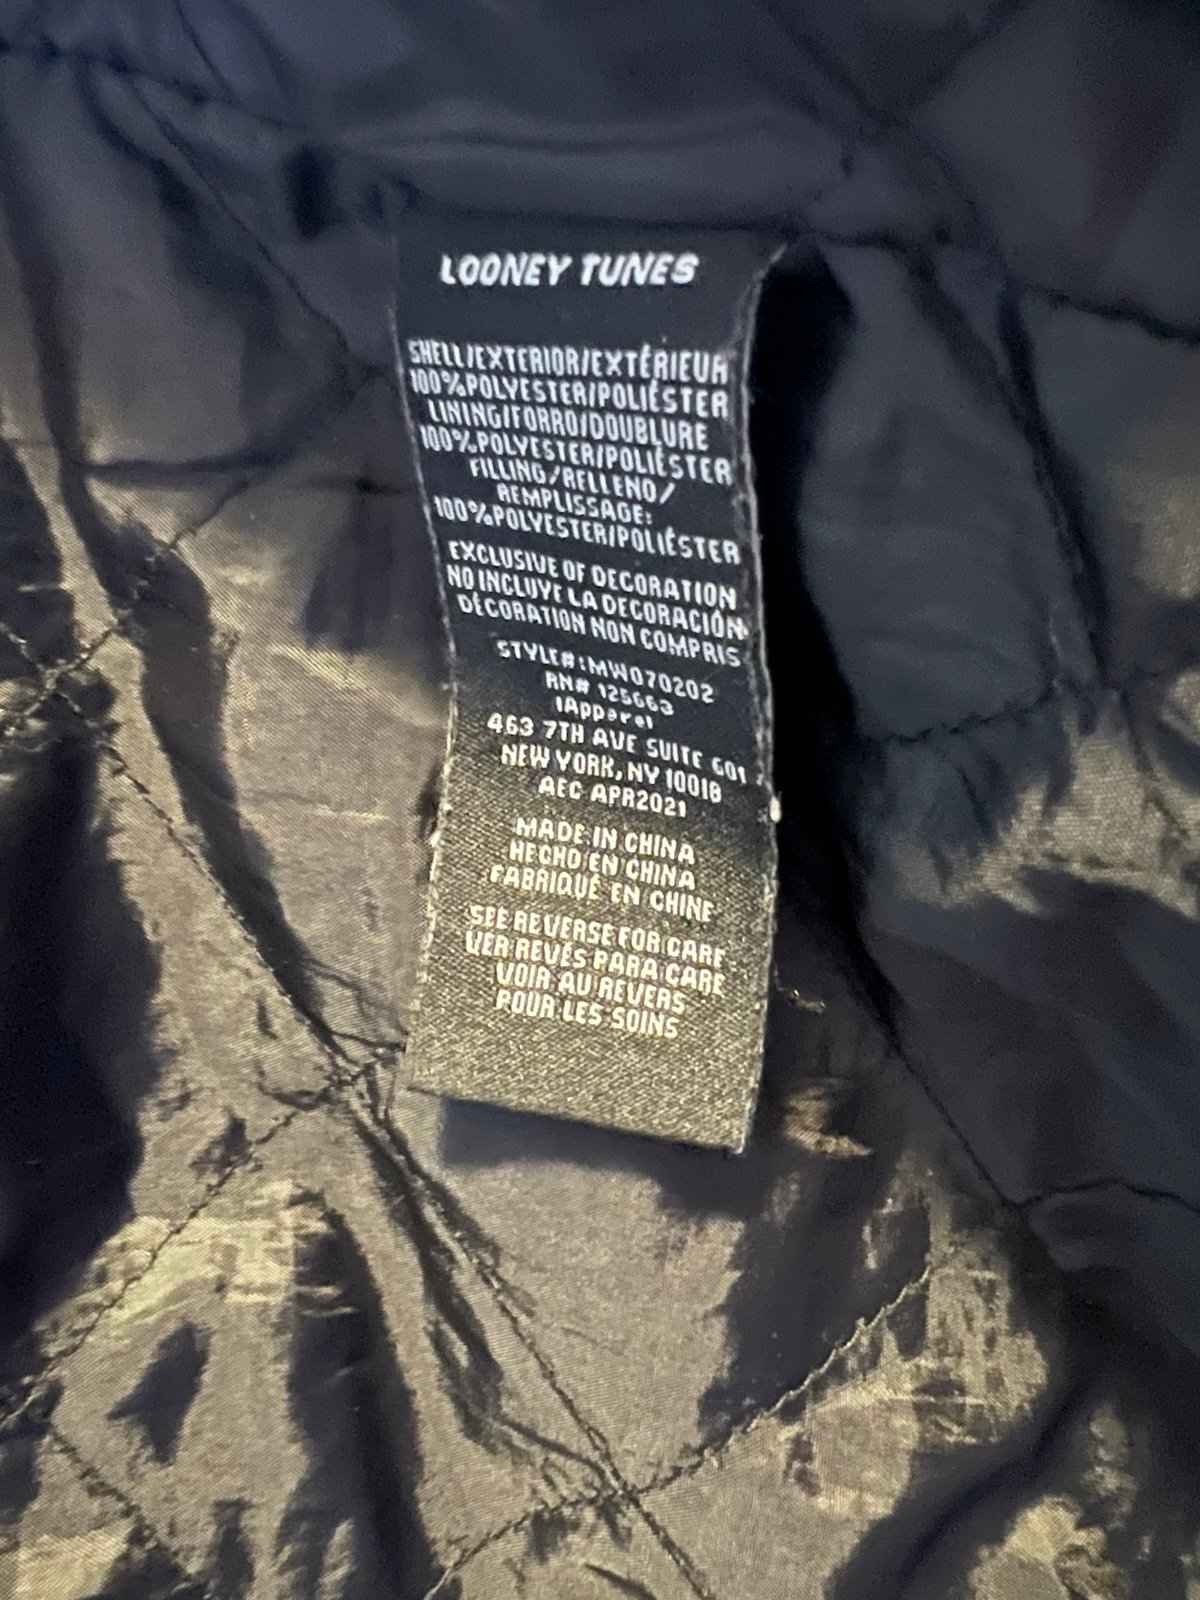 LOONEY TUNES
SHELL/EXTERIOR/EXTÉRIEUR
100%POLYESTER/POLIÉSTER
LINING/FORRO/DOUBLURE
100%POLYESTER/POLIÉSTER
FILLING/RELLENO/
REMPLISSAGE:
100%POLYESTER/POLIÉSTER
EXCLUSIVE OF DECORATION
NO INCLUYE LA DECORACIÓN
DÉCORATION NON COMPRIS
STYLE#:MW070202
RN# 125663
IApparel
463 7TH AVE SUITE 601
NEW YORK, NY 10018
AEC APR2021
MADE IN CHINA
HECHO EN CHINA
FABRIQUÉ EN CHINE
SEE REVERSE FOR CARE
VER REVÉS PARA CARE
VOIR AU REVERS
POUR LES SOINS